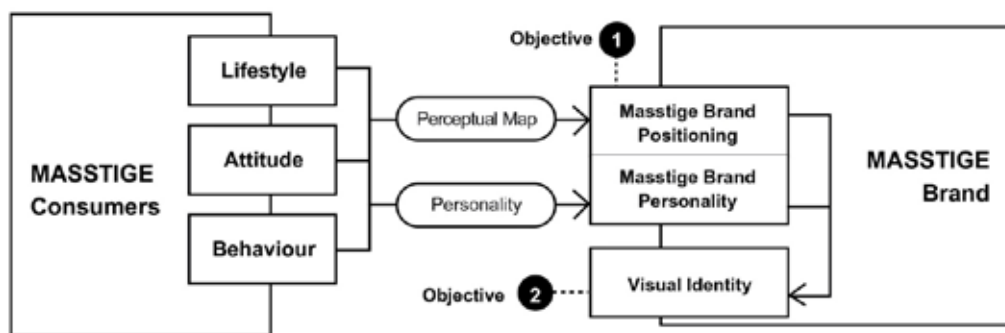 Objective 1
Lifestyle
Perceptual Map
Masstige Brand
Positioning
MASSTIGE
Consumers
Attitude
MASSTIGE
Brand
Masstige Brand
Personality
Personality
Behaviour
Objective 2
Visual Identity